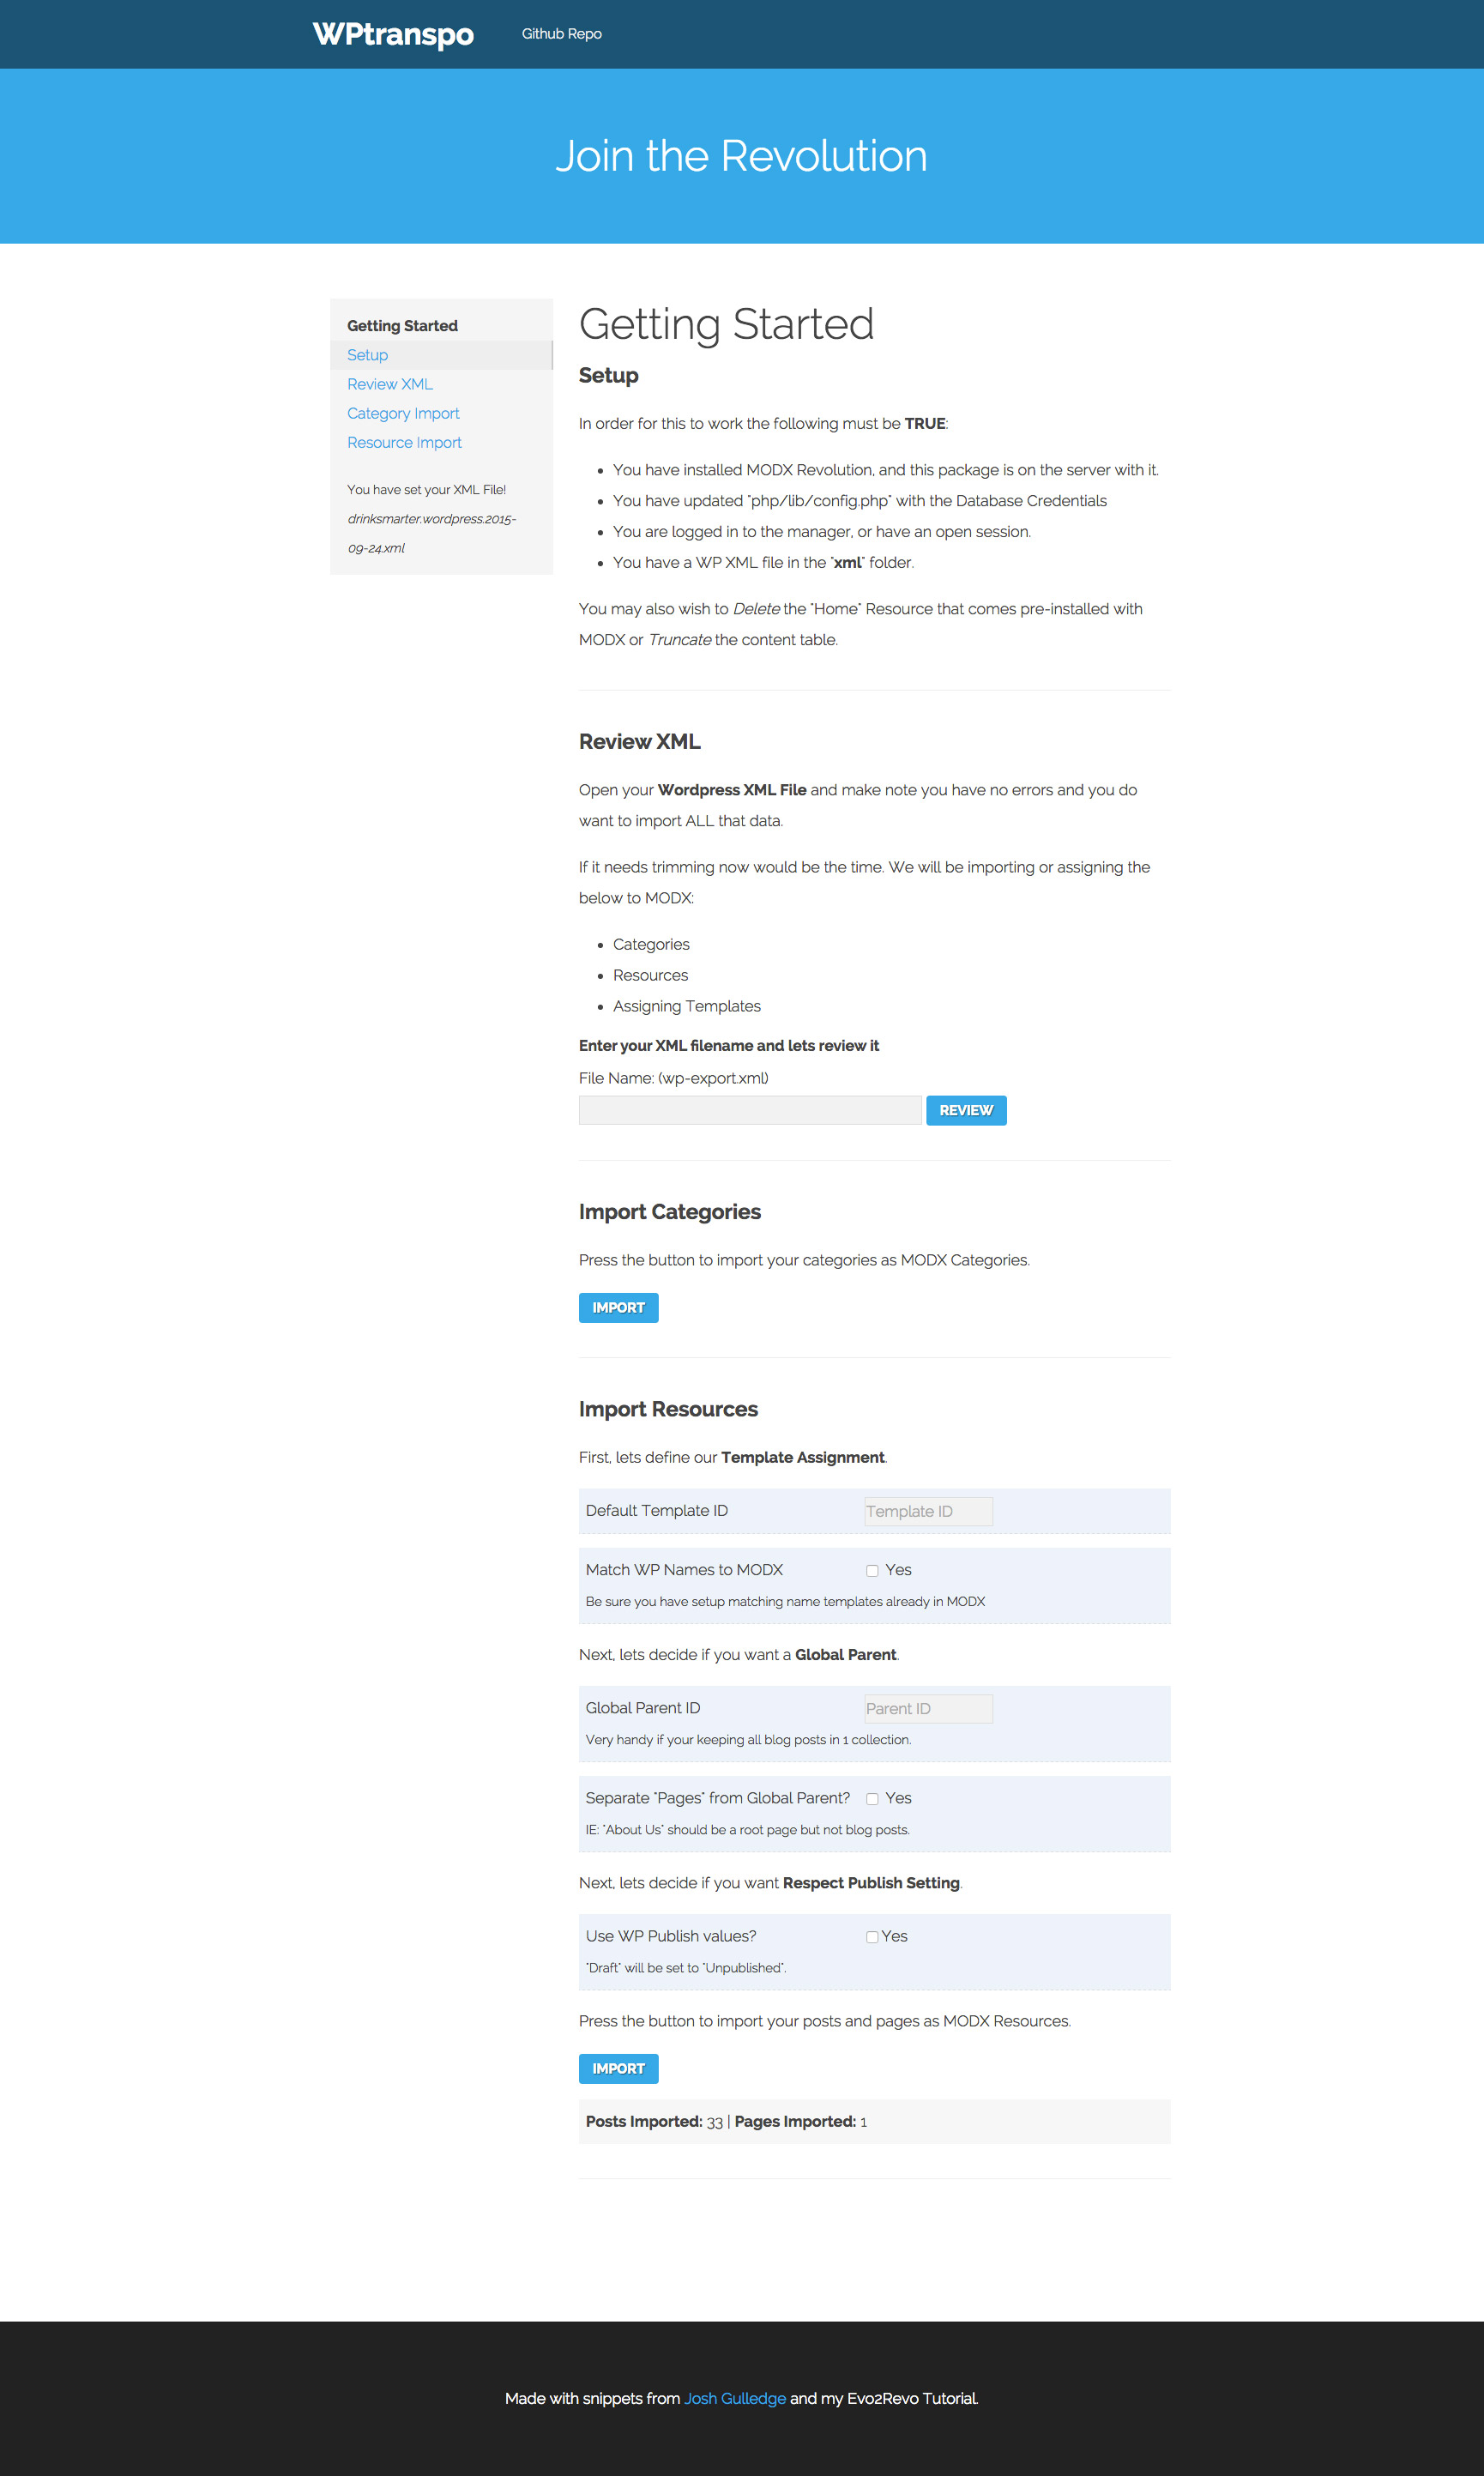 WPtranspo
Github Repo
Join the Revolution
Getting Started
Setup
Review XML
Category Import
Resource Import
You have set your XML File!
drinksmarter.wordpress.2015-
09-24.xml
Getting Started
Setup
In order for this to work the following must be TRUE:
• You have installed MODX Revolution, and this package is on the server with it.
• You have updated "php/lib/config.php" with the Database Credentials
• You are logged in to the manager, or have an open session.
• You have a WP XML file in the "xml" folder.
You may also wish to Delete the "Home" Resource that comes pre-installed with
MODX or Truncate the content table.
Review XML
Open your Wordpress XML File and make note you have no errors and you do
want to import ALL that data.
If it needs trimming now would be the time. We will be importing or assigning the
below to MODX:
• Categories
• Resources
• Assigning Templates
Enter your XML filename and lets review it
File Name: (wp-export.xml)
REVIEW
Import Categories
Press the button to import your categories as MODX Categories.
IMPORT
Import Resources
First, lets define our Template Assignment.
Default Template ID Template ID
Match WP Names to MODX Yes
Be sure you have setup matching name templates already in MODX
Next, lets decide if you want a Global Parent.
Global Parent ID Parent ID
Very handy if your keeping all blog posts in 1 collection.
Separate "Pages" from Global Parent? Yes
IE: "About Us" should be a root page but not blog posts.
Next, lets decide if you want Respect Publish Setting.
Use WP Publish values? Yes
"Draft" will be set to "Unpublished".
Press the button to import your posts and pages as MODX Resources.
IMPORT
Posts Imported: 33 | Pages Imported: 1
Made with snippets from Josh Gulledge and my Evo2Revo Tutorial.